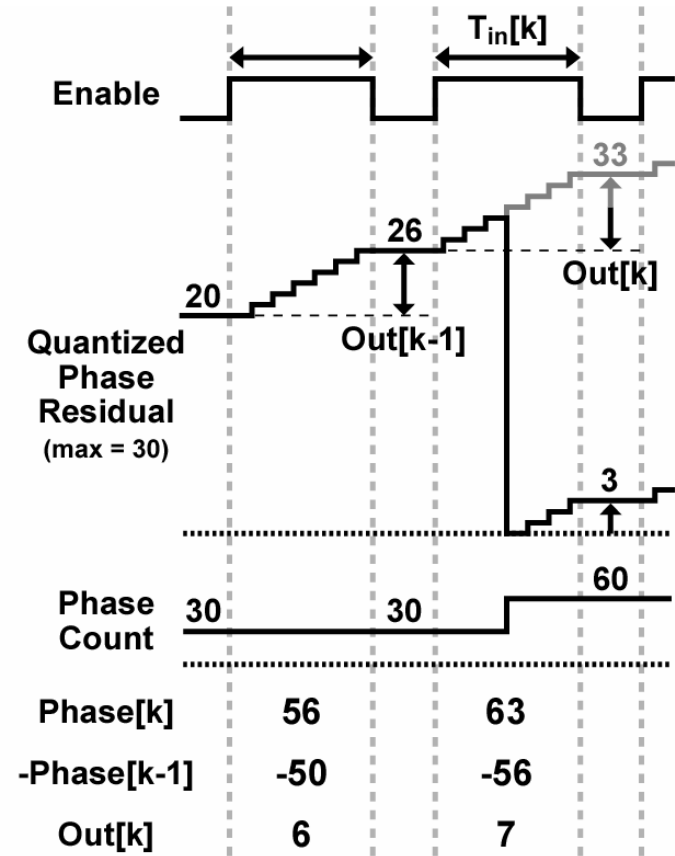 T_in[k]
Enable
33
26
Out[k]
20
Out[k-1]
Quantized
Phase
Residual
(max = 30)
3
60
Phase
Count
30
30
Phase[k] 56 63
-Phase[k-1] -50 -56
Out[k] 6 7